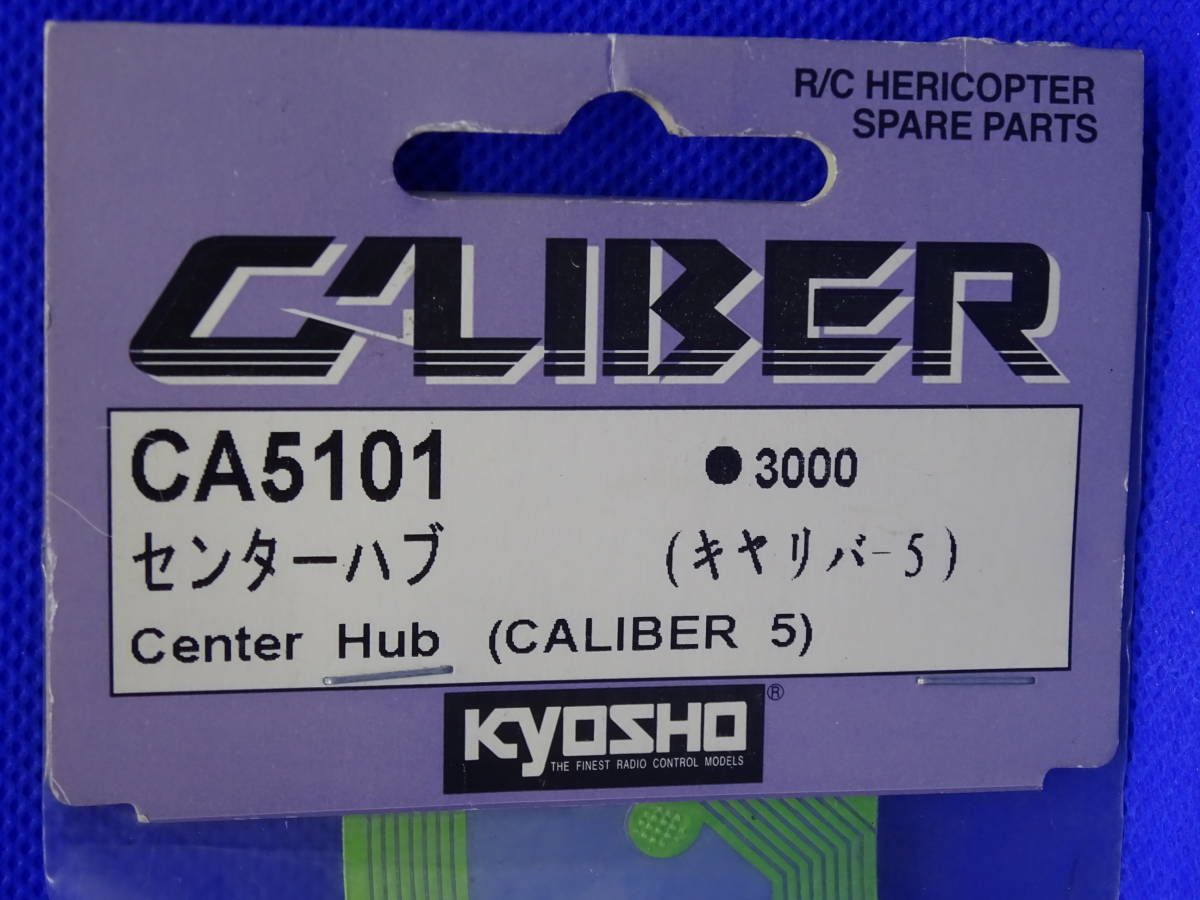 R/C HERICOPTER
SPARE PARTS
CALIBER
CA5101 ●3000
センターハブ (キヤリバー5)
Center Hub (CALIBER 5)
KYOSHO ®
THE FINEST RADIO CONTROL MODELS